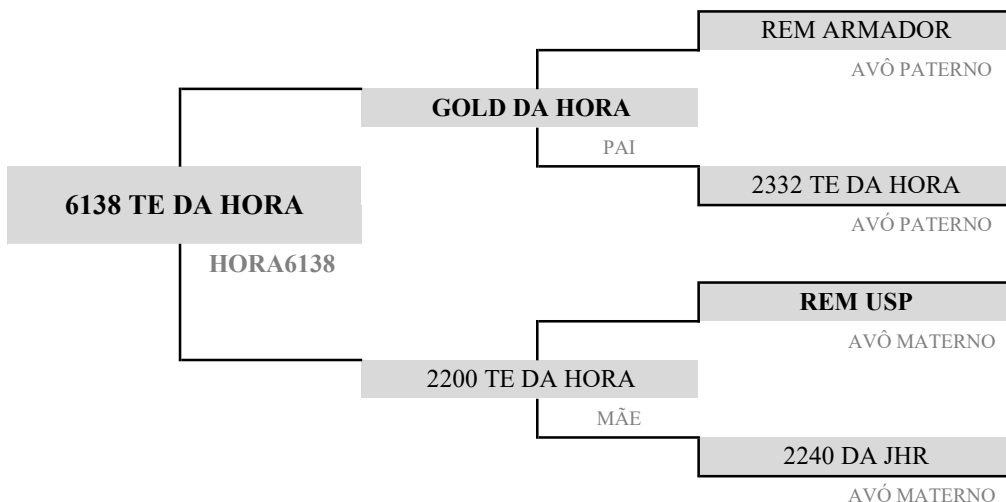 REM ARMADOR
AVÔ PATERNO
GOLD DA HORA
PAI
2332 TE DA HORA
AVÓ PATERNO
6138 TE DA HORA
HORA6138
REM USP
AVÔ MATERNO
2200 TE DA HORA
MÃE
2240 DA JHR
AVÓ MATERNO